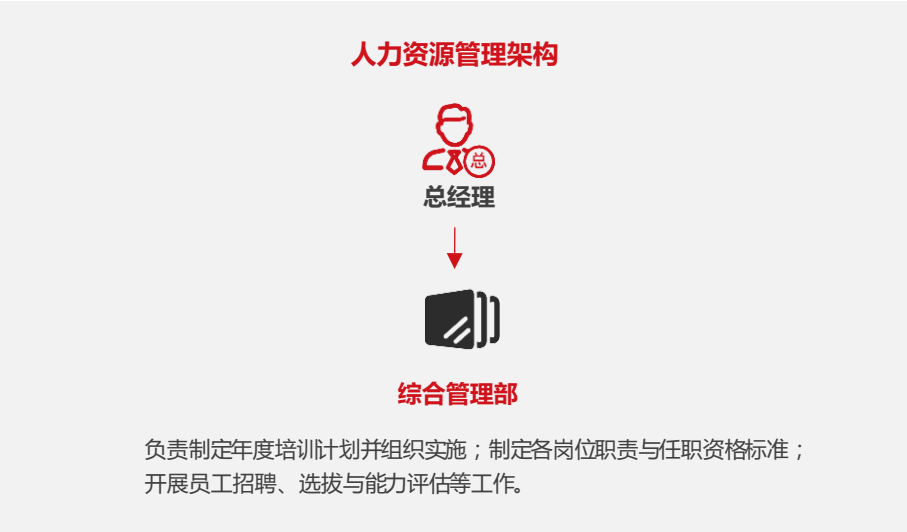 人力资源管理架构
总
总经理
综合管理部
负责制定年度培训计划并组织实施；制定各岗位职责与任职资格标准；
开展员工招聘、选拔与能力评估等工作。